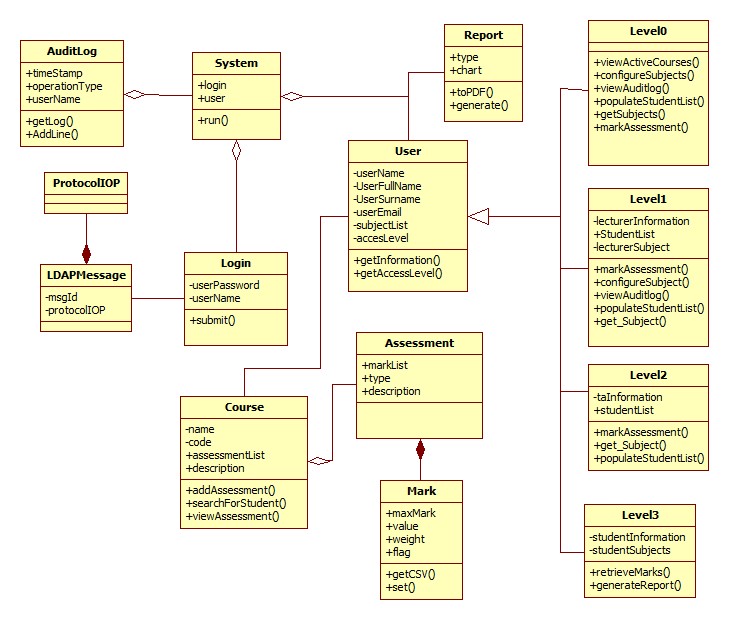 AuditLog
+timeStamp
+operationType
+userName
+getLog()
+AddLine()
System
+login
+user
+run()
Report
+type
+chart
+toPDF()
+generate()
Level0
+viewActiveCourses()
+configureSubjects()
+viewAuditlog()
+populateStudentList()
+getSubjects()
+markAssessment()
User
-userName
-UserFullName
-UserSurname
-userEmail
-subjectList
-accesLevel
+getInformation()
+getAccessLevel()
ProtocolIOP
Level1
-lecturerInformation
+StudentList
-lecturerSubject
+markAssessment()
+configureSubject()
+viewAuditlog()
+populateStudentList()
+get_Subject()
LDAPMessage
-msgId
-protocolIOP
Login
-userPassword
-userName
+submit()
Assessment
+markList
+type
+description
Level2
-taInformation
+studentList
+markAssessment()
+get_Subject()
+populateStudentList()
Course
-name
-code
+assessmentList
+description
+addAssessment()
+searchForStudent()
+viewAssessment()
Mark
+maxMark
+value
+weight
+flag
+getCSV()
+set()
Level3
-studentInformation
-studentSubjects
+retrieveMarks()
+generateReport()